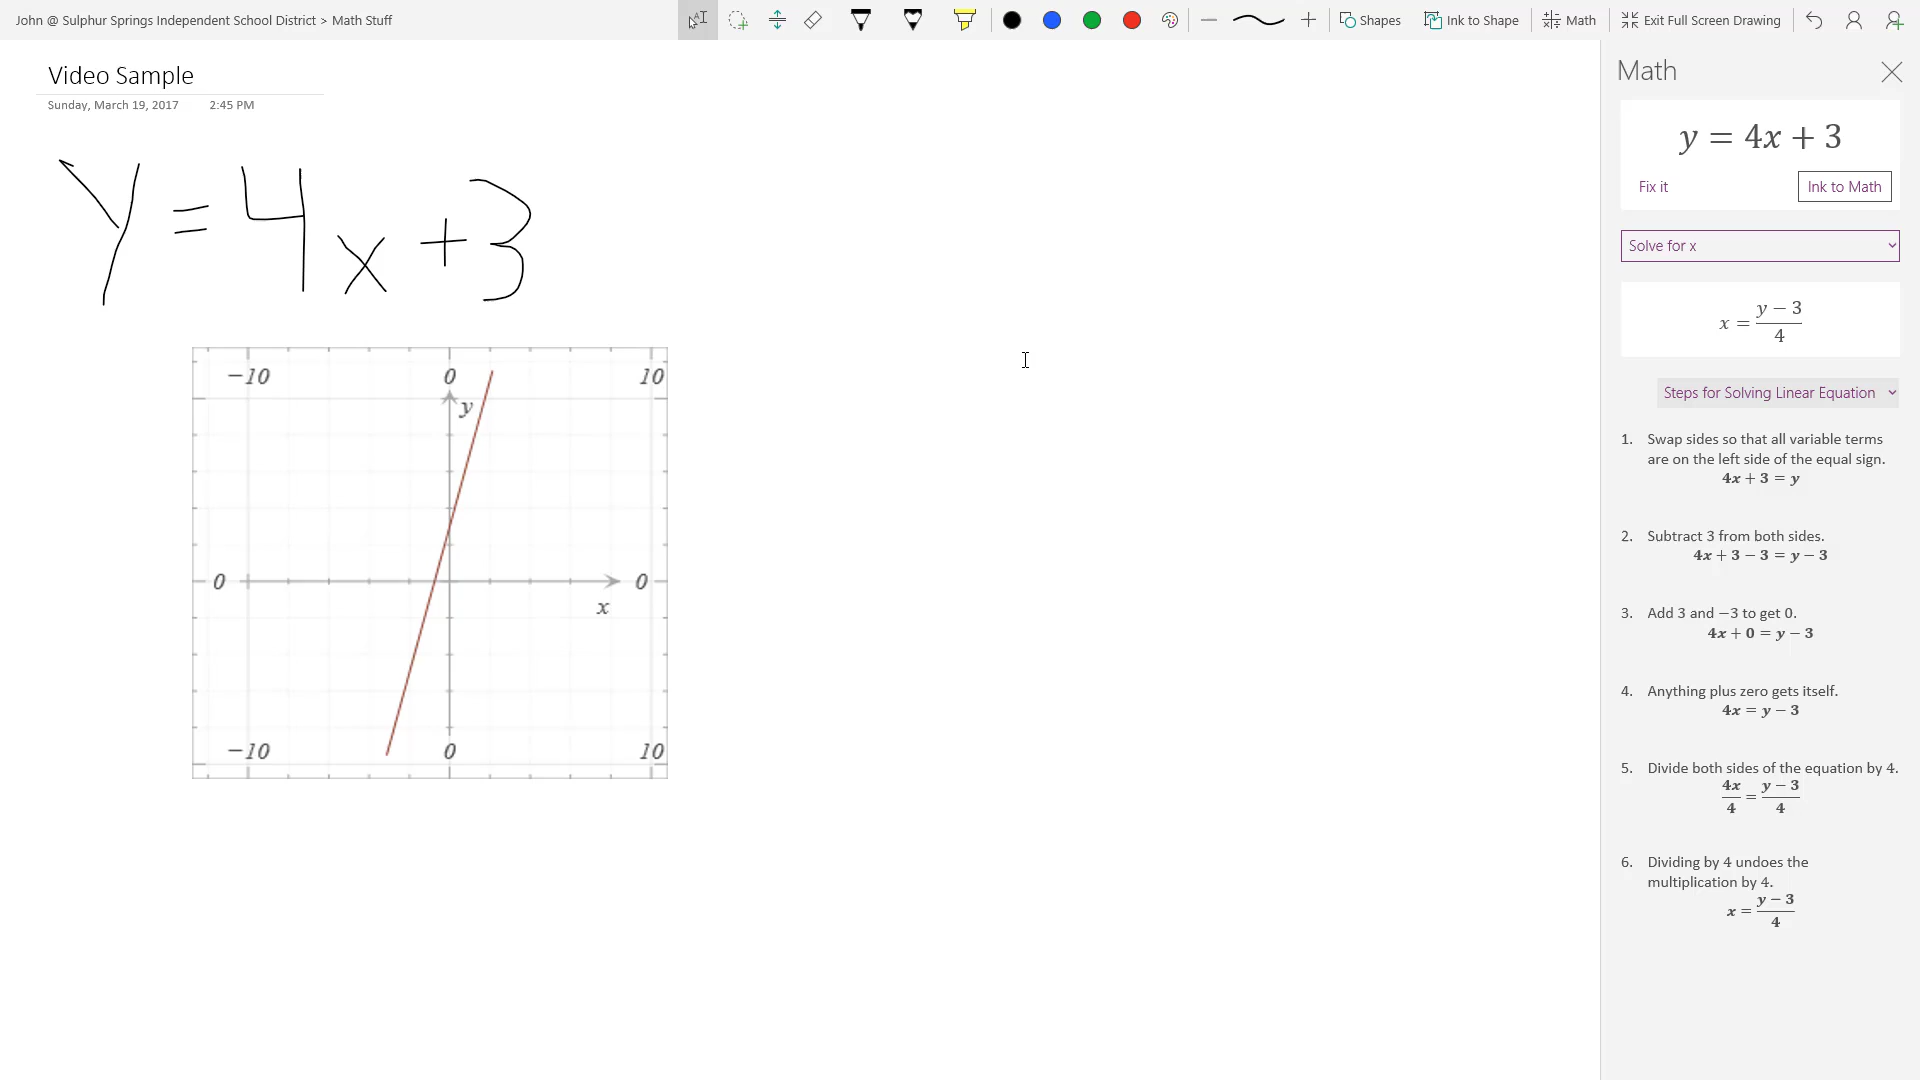 John @ Sulphur Springs Independent School District > Math Stuff
Shapes
Ink to Shape
Math
Exit Full Screen Drawing
Video Sample
Sunday, March 19, 2017 2:45 PM
y = 4x + 3
−10 0 10
y
0 0
x
−10 0 10
Math
y = 4x + 3
Fix it
Ink to Math
Solve for x
x = (y − 3)/4
Steps for Solving Linear Equation
1. Swap sides so that all variable terms
are on the left side of the equal sign.
4x + 3 = y
2. Subtract 3 from both sides.
4x + 3 − 3 = y − 3
3. Add 3 and −3 to get 0.
4x + 0 = y − 3
4. Anything plus zero gets itself.
4x = y − 3
5. Divide both sides of the equation by 4.
4x/4 = (y − 3)/4
6. Dividing by 4 undoes the
multiplication by 4.
x = (y − 3)/4